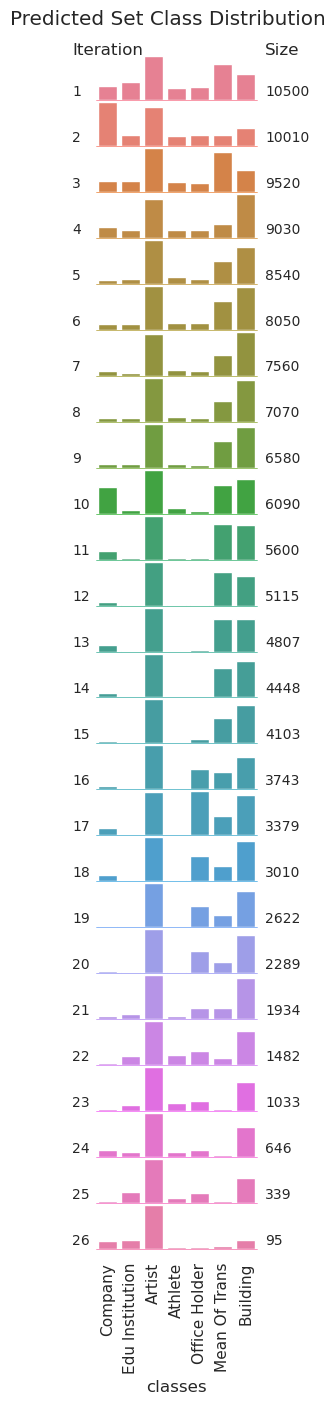 Predicted Set Class Distribution
Iteration Size
1 10500
2 10010
3 9520
4 9030
5 8540
6 8050
7 7560
8 7070
9 6580
10 6090
11 5600
12 5115
13 4807
14 4448
15 4103
16 3743
17 3379
18 3010
19 2622
20 2289
21 1934
22 1482
23 1033
24 646
25 339
26 95
Company
Edu Institution
Artist
Athlete
Office Holder
Mean Of Trans
Building
classes